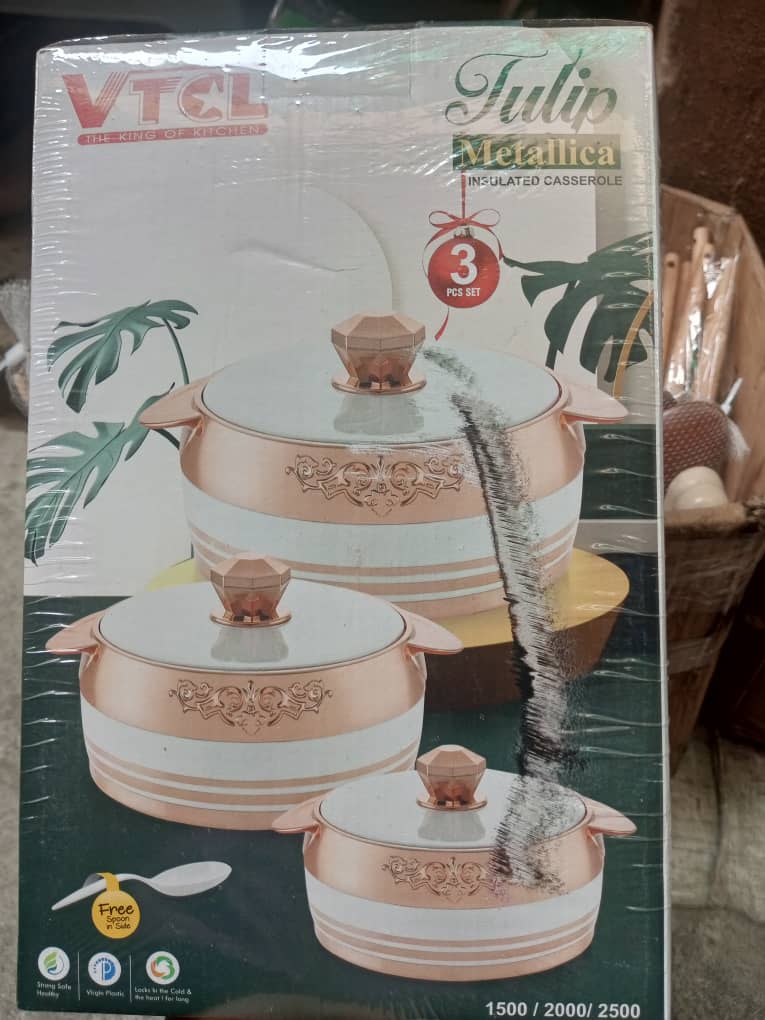 VTCL
THE KING OF KITCHEN
Tulip
Metallica
INSULATED CASSEROLE
3
PCS SET
Free
Spoon
in Side
Strong Safe
Healthy
Virgin Plastic
Locks In the Cold &
the heat ! for long
1500 / 2000/ 2500